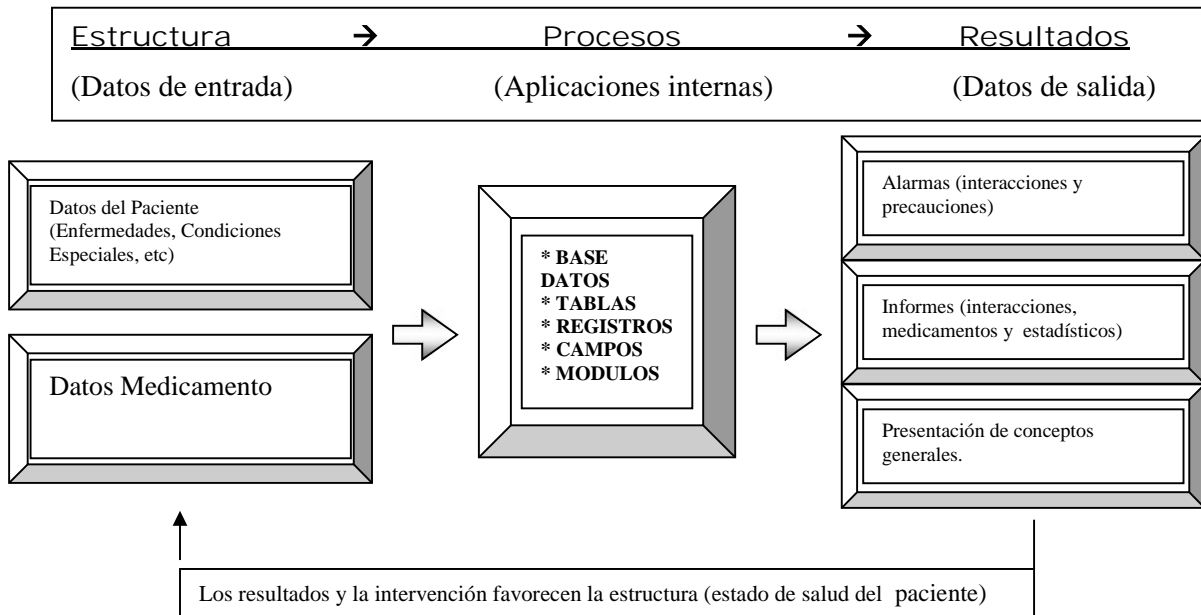 Estructura → Procesos → Resultados
(Datos de entrada) (Aplicaciones internas) (Datos de salida)
Datos del Paciente
(Enfermedades, Condiciones
Especiales, etc)
Datos Medicamento
* BASE
DATOS
* TABLAS
* REGISTROS
* CAMPOS
* MODULOS
Alarmas (interacciones y
precauciones)
Informes (interacciones,
medicamentos y estadísticos)
Presentación de conceptos
generales.
Los resultados y la intervención favorecen la estructura (estado de salud del paciente)